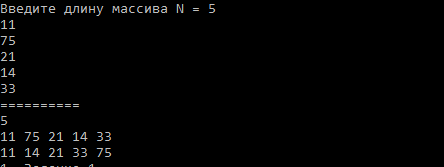 Введите длину массива N = 5
11
75
21
14
33
==========
5
11 75 21 14 33
11 14 21 33 75